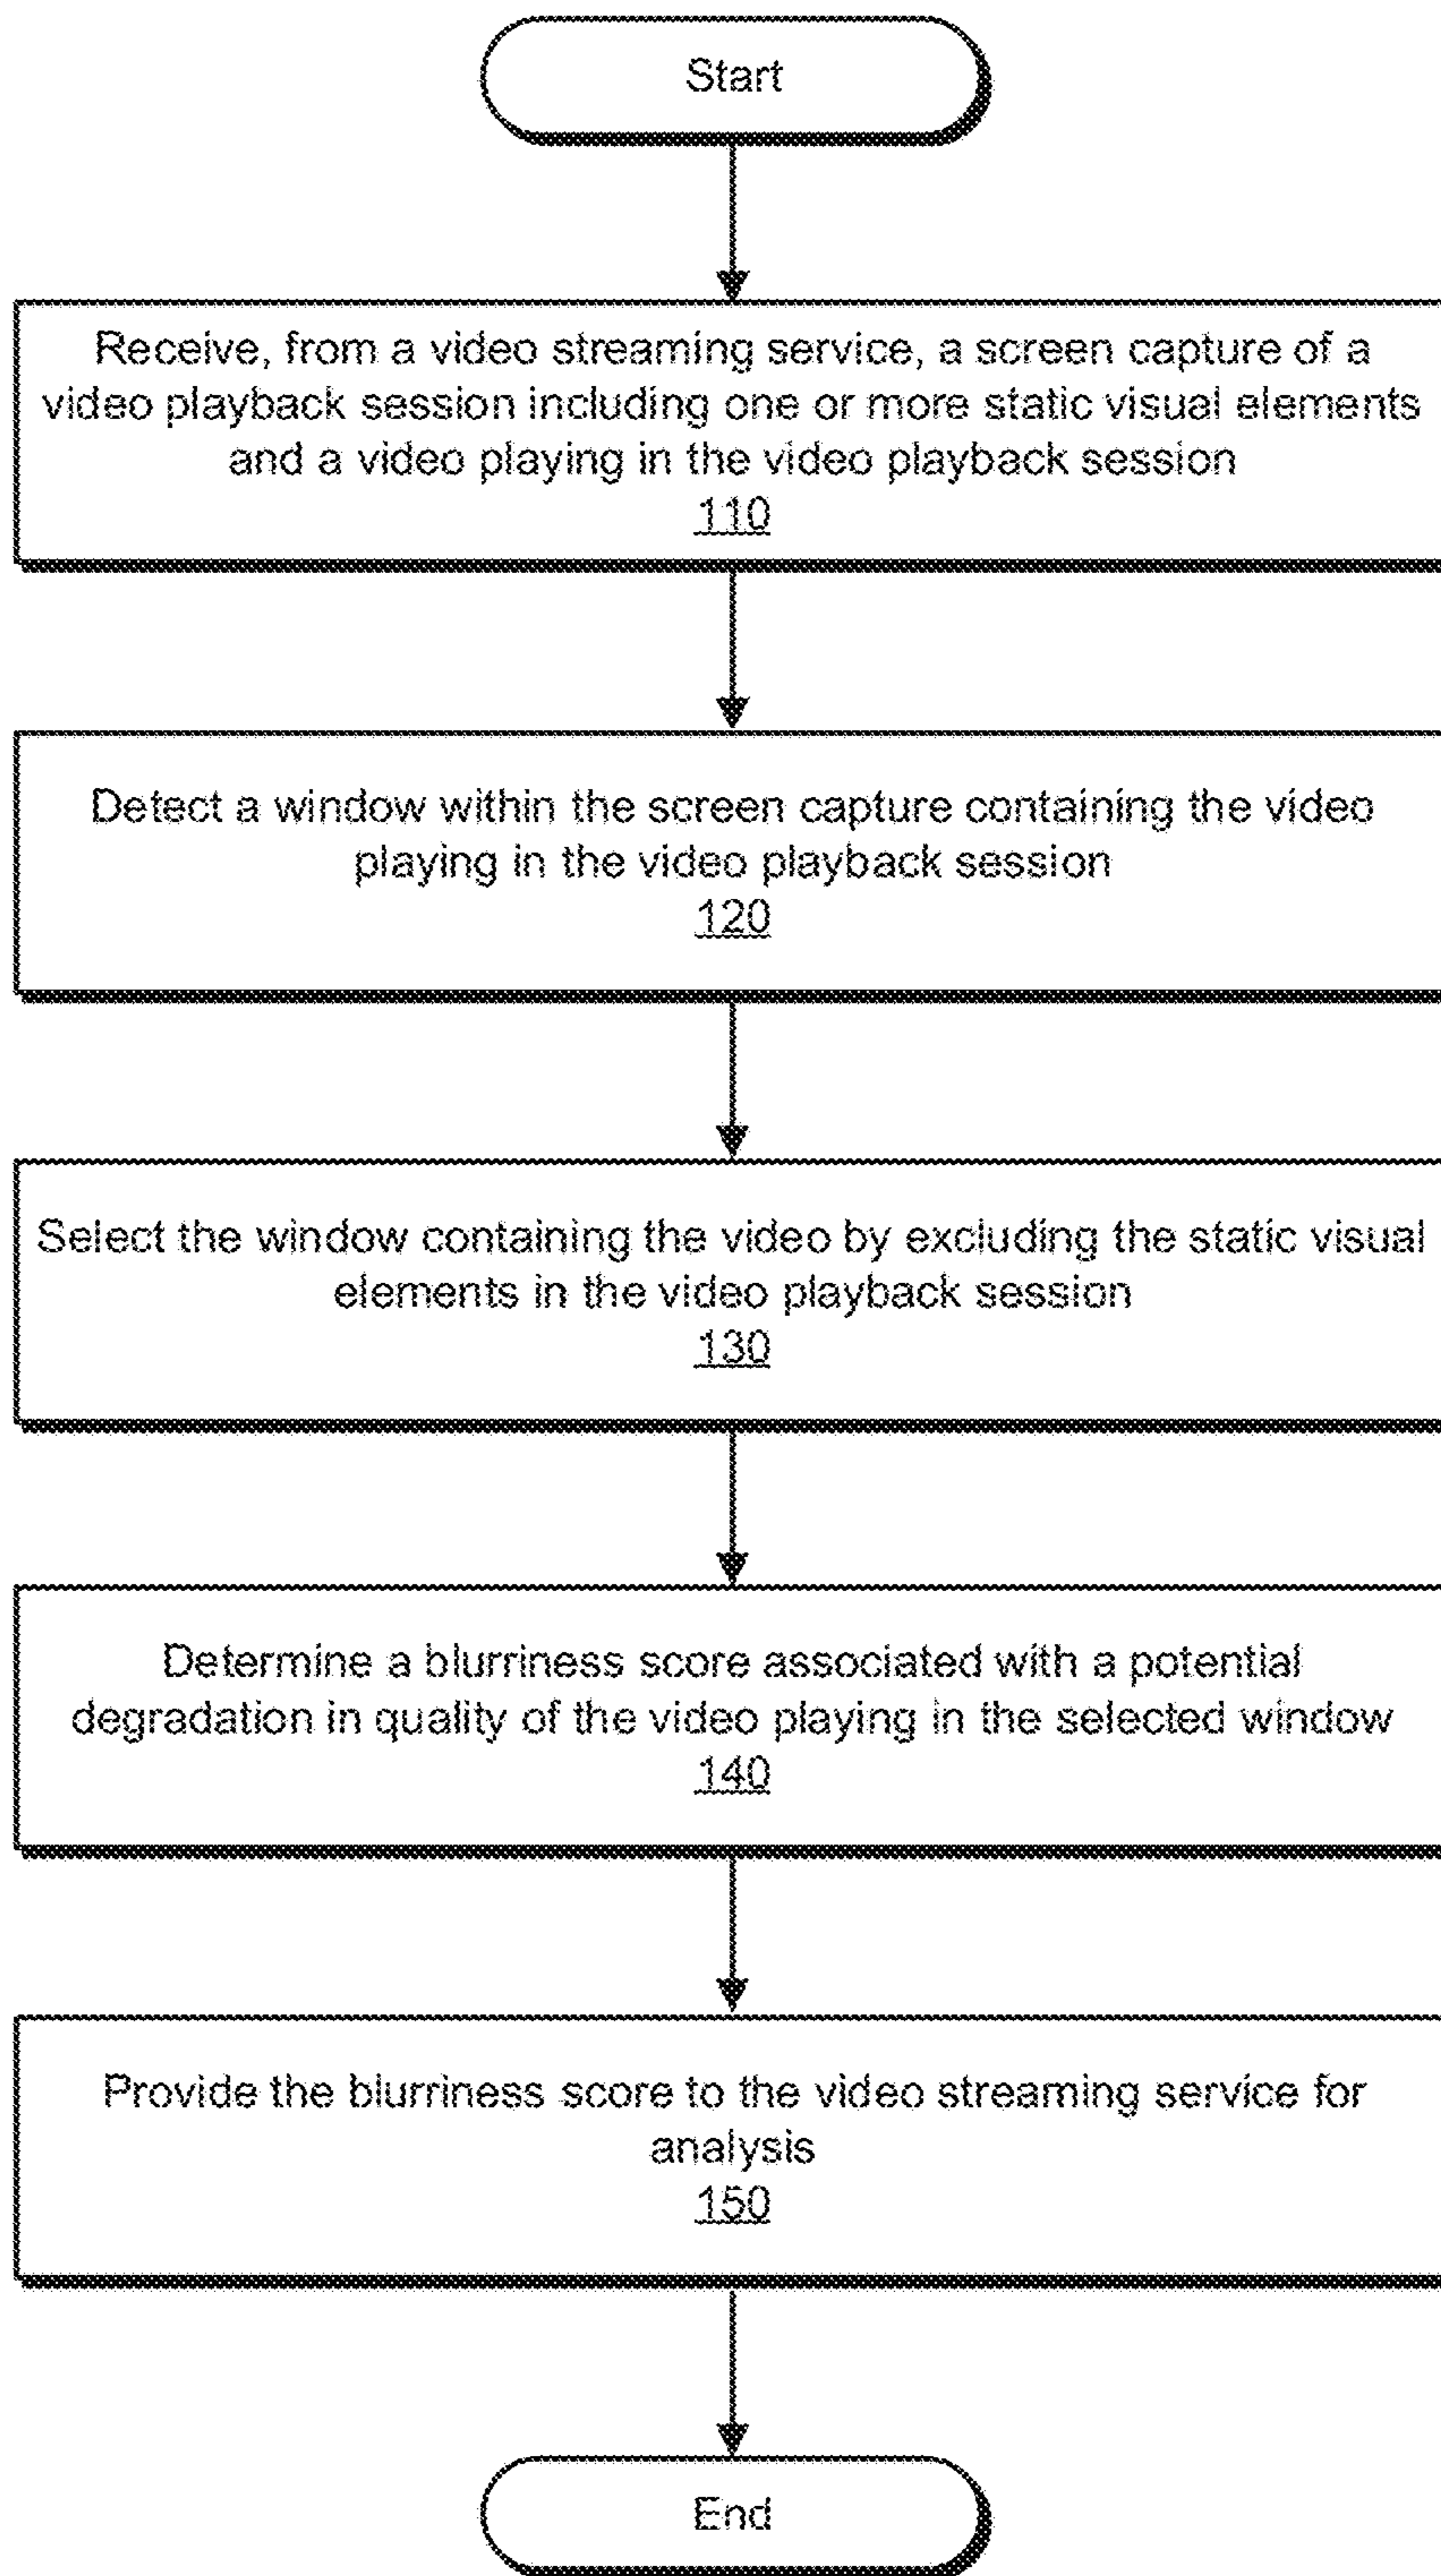 Start
Receive, from a video streaming service, a screen capture of a
video playback session including one or more static visual elements
and a video playing in the video playback session
110
Detect a window within the screen capture containing the video
playing in the video playback session
120
Select the window containing the video by excluding the static visual
elements in the video playback session
130
Determine a blurriness score associated with a potential
degradation in quality of the video playing in the selected window
140
Provide the blurriness score to the video streaming service for
analysis
150
End